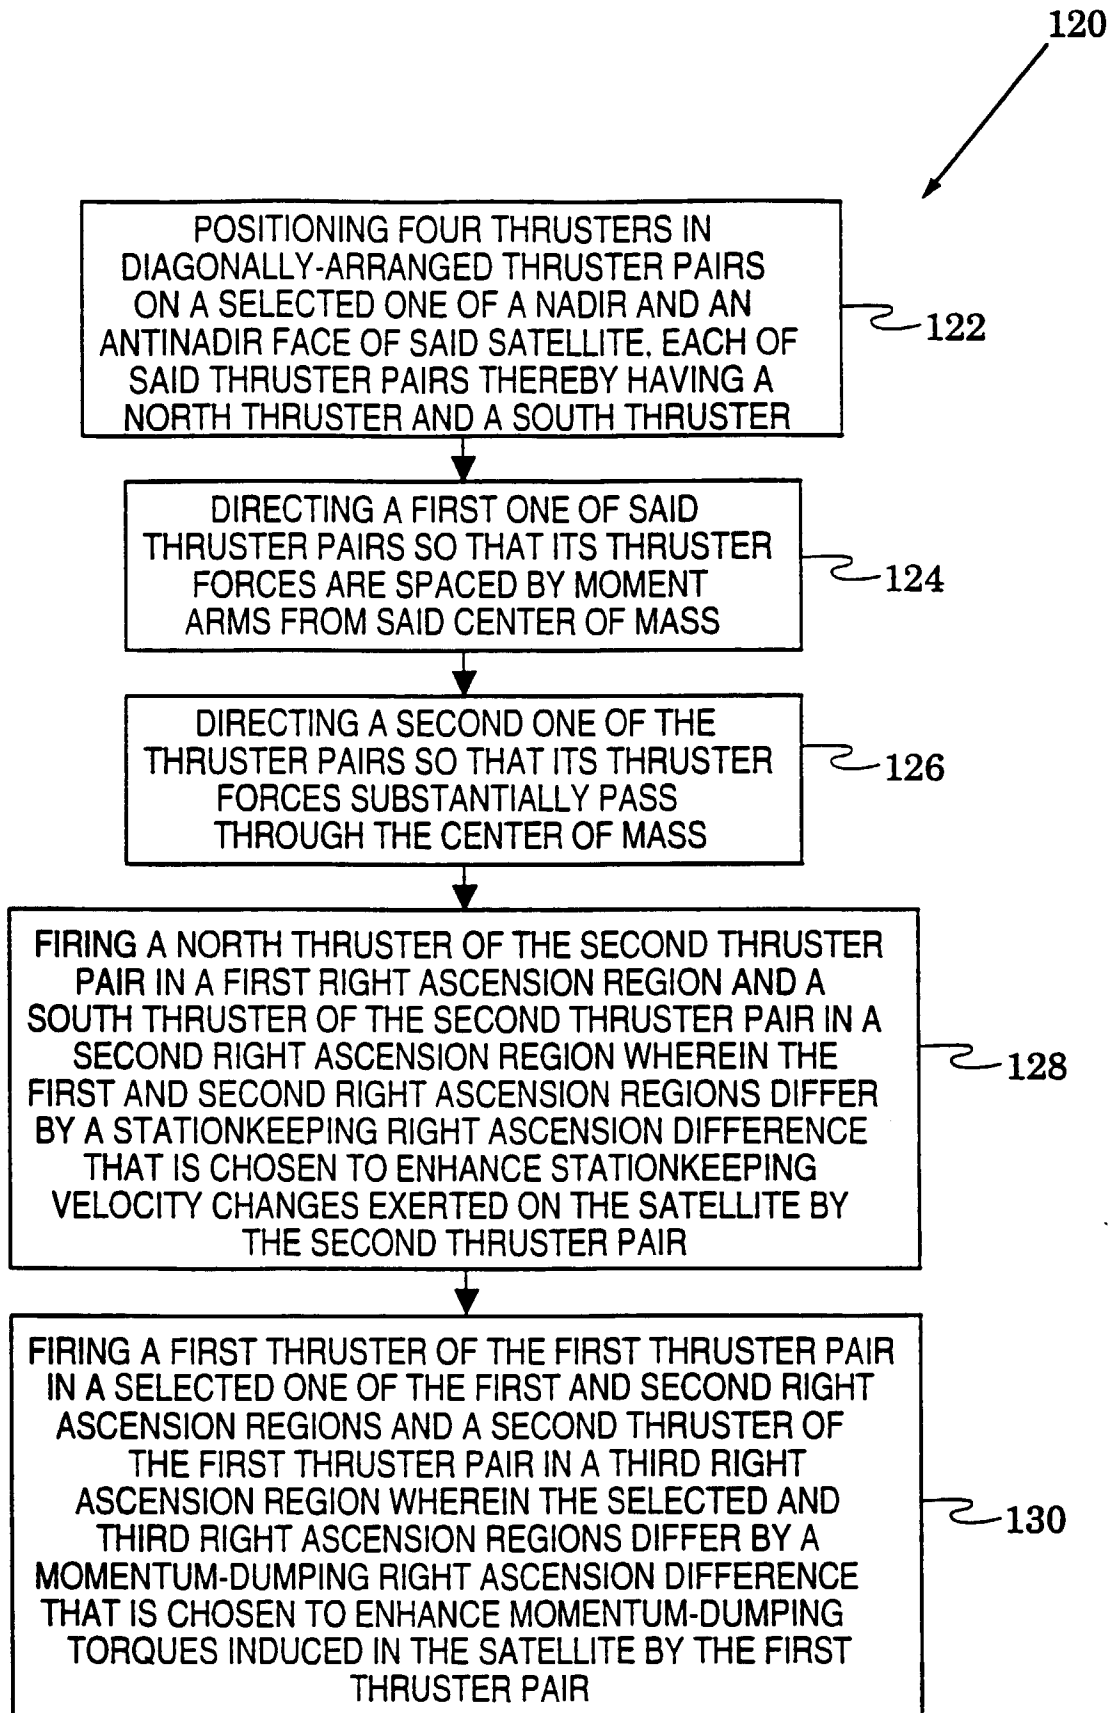 120
POSITIONING FOUR THRUSTERS IN
DIAGONALLY-ARRANGED THRUSTER PAIRS
ON A SELECTED ONE OF A NADIR AND AN
ANTINADIR FACE OF SAID SATELLITE, EACH OF
SAID THRUSTER PAIRS THEREBY HAVING A
NORTH THRUSTER AND A SOUTH THRUSTER
122
DIRECTING A FIRST ONE OF SAID
THRUSTER PAIRS SO THAT ITS THRUSTER
FORCES ARE SPACED BY MOMENT
ARMS FROM SAID CENTER OF MASS
124
DIRECTING A SECOND ONE OF THE
THRUSTER PAIRS SO THAT ITS THRUSTER
FORCES SUBSTANTIALLY PASS
THROUGH THE CENTER OF MASS
126
FIRING A NORTH THRUSTER OF THE SECOND THRUSTER
PAIR IN A FIRST RIGHT ASCENSION REGION AND A
SOUTH THRUSTER OF THE SECOND THRUSTER PAIR IN A
SECOND RIGHT ASCENSION REGION WHEREIN THE
FIRST AND SECOND RIGHT ASCENSION REGIONS DIFFER
BY A STATIONKEEPING RIGHT ASCENSION DIFFERENCE
THAT IS CHOSEN TO ENHANCE STATIONKEEPING
VELOCITY CHANGES EXERTED ON THE SATELLITE BY
THE SECOND THRUSTER PAIR
128
FIRING A FIRST THRUSTER OF THE FIRST THRUSTER PAIR
IN A SELECTED ONE OF THE FIRST AND SECOND RIGHT
ASCENSION REGIONS AND A SECOND THRUSTER OF
THE FIRST THRUSTER PAIR IN A THIRD RIGHT
ASCENSION REGION WHEREIN THE SELECTED AND
THIRD RIGHT ASCENSION REGIONS DIFFER BY A
MOMENTUM-DUMPING RIGHT ASCENSION DIFFERENCE
THAT IS CHOSEN TO ENHANCE MOMENTUM-DUMPING
TORQUES INDUCED IN THE SATELLITE BY THE FIRST
THRUSTER PAIR
130